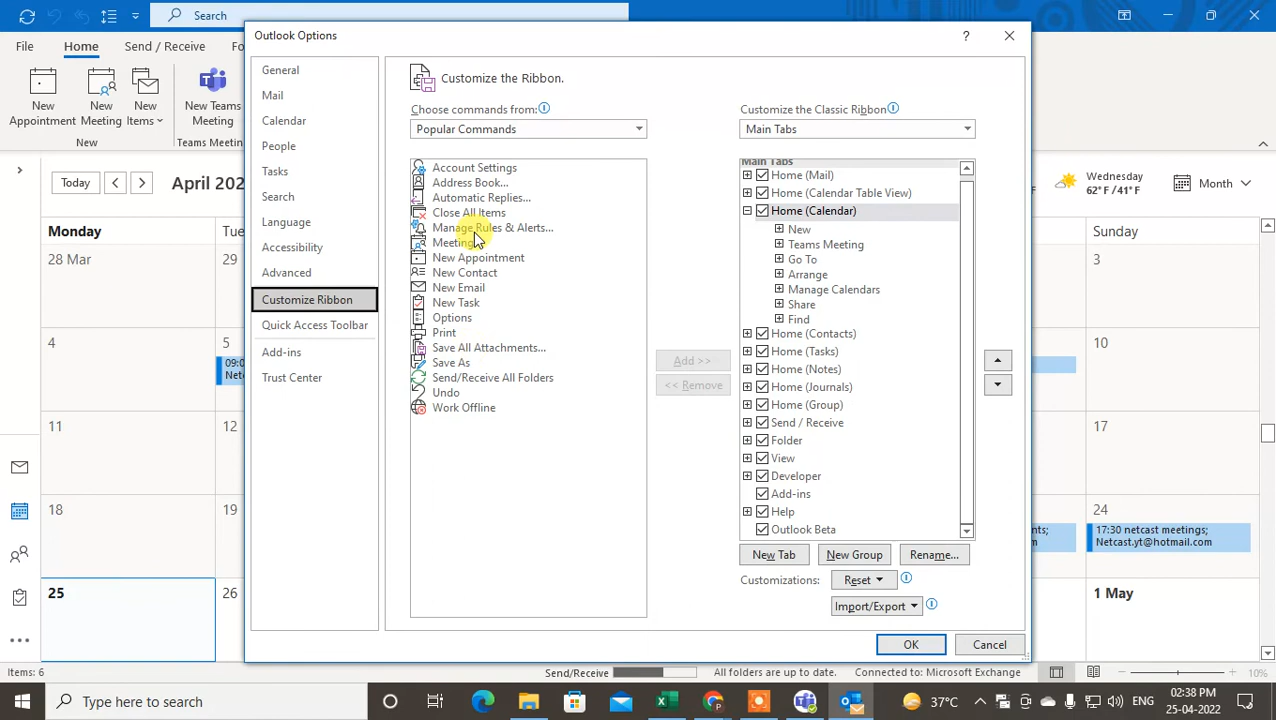 Search
Outlook Options
?
File
Home
Send / Receive
Fo
New Appointment
New Meeting
New Items
New Teams Meeting
New
Teams Meetin
General
Mail
Calendar
People
Tasks
Search
Language
Accessibility
Advanced
Customize Ribbon
Quick Access Toolbar
Add-ins
Trust Center
Customize the Ribbon.
Choose commands from:
Popular Commands
Account Settings
Address Book...
Automatic Replies...
Close All Items
Manage Rules & Alerts...
Meeting
New Appointment
New Contact
New Email
New Task
Options
Print
Save All Attachments...
Save As
Send/Receive All Folders
Undo
Work Offline
Add >>
<< Remove
Customize the Classic Ribbon
Main Tabs
Main Tabs
Home (Mail)
Home (Calendar Table View)
Home (Calendar)
New
Teams Meeting
Go To
Arrange
Manage Calendars
Share
Find
Home (Contacts)
Home (Tasks)
Home (Notes)
Home (Journals)
Home (Group)
Send / Receive
Folder
View
Developer
Add-ins
Help
Outlook Beta
New Tab
New Group
Rename...
Customizations:
Reset
Import/Export
OK
Cancel
Today
April 202
Wednesday
62°F / 41°F
Month
Monday
Tue
Sunday
28 Mar
29
3
4
5
10
09:0
Netc
11
12
17
18
19
24
nts;
17:30 netcast meetings;
Netcast.yt@hotmail.com
25
26
1 May
Items: 6
Send/Receive
All folders are up to date.
Connected to: Microsoft Exchange
10%
Type here to search
37°C
ENG
02:38 PM
25-04-2022